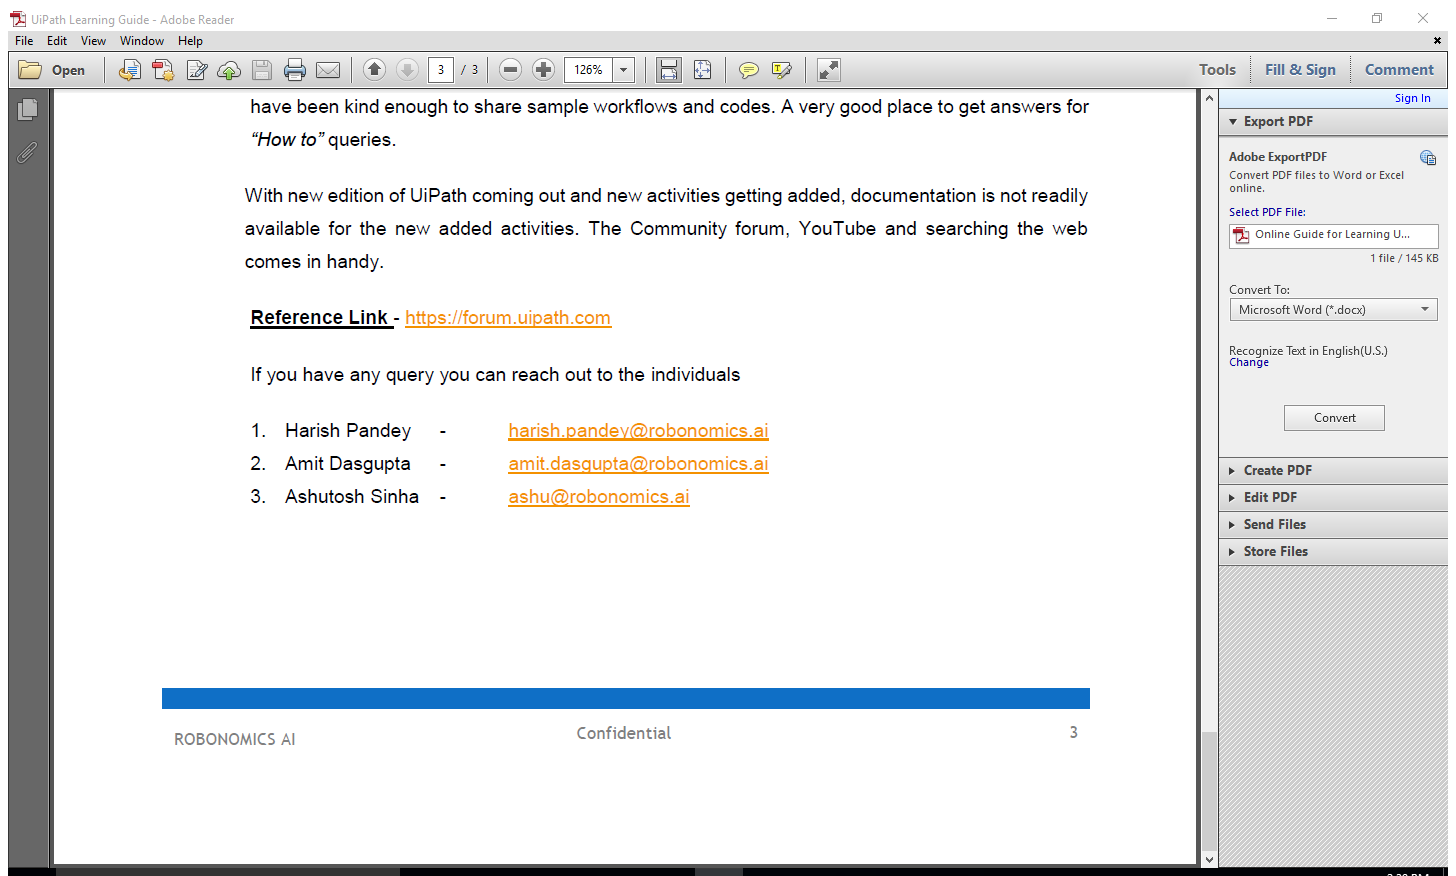 UiPath Learning Guide - Adobe Reader
File Edit View Window Help
Open 3 / 3 126% Tools Fill & Sign Comment
Sign In
have been kind enough to share sample workflows and codes. A very good place to get answers for
“How to” queries.
With new edition of UiPath coming out and new activities getting added, documentation is not readily
available for the new added activities. The Community forum, YouTube and searching the web
comes in handy.
Reference Link - https://forum.uipath.com
If you have any query you can reach out to the individuals
1. Harish Pandey - harish.pandey@robonomics.ai
2. Amit Dasgupta - amit.dasgupta@robonomics.ai
3. Ashutosh Sinha - ashu@robonomics.ai
ROBONOMICS AI Confidential 3
Export PDF
Adobe ExportPDF
Convert PDF files to Word or Excel
online.
Select PDF File:
Online Guide for Learning U...
1 file / 145 KB
Convert To:
Microsoft Word (*.docx)
Recognize Text in English(U.S.)
Change
Convert
Create PDF
Edit PDF
Send Files
Store Files